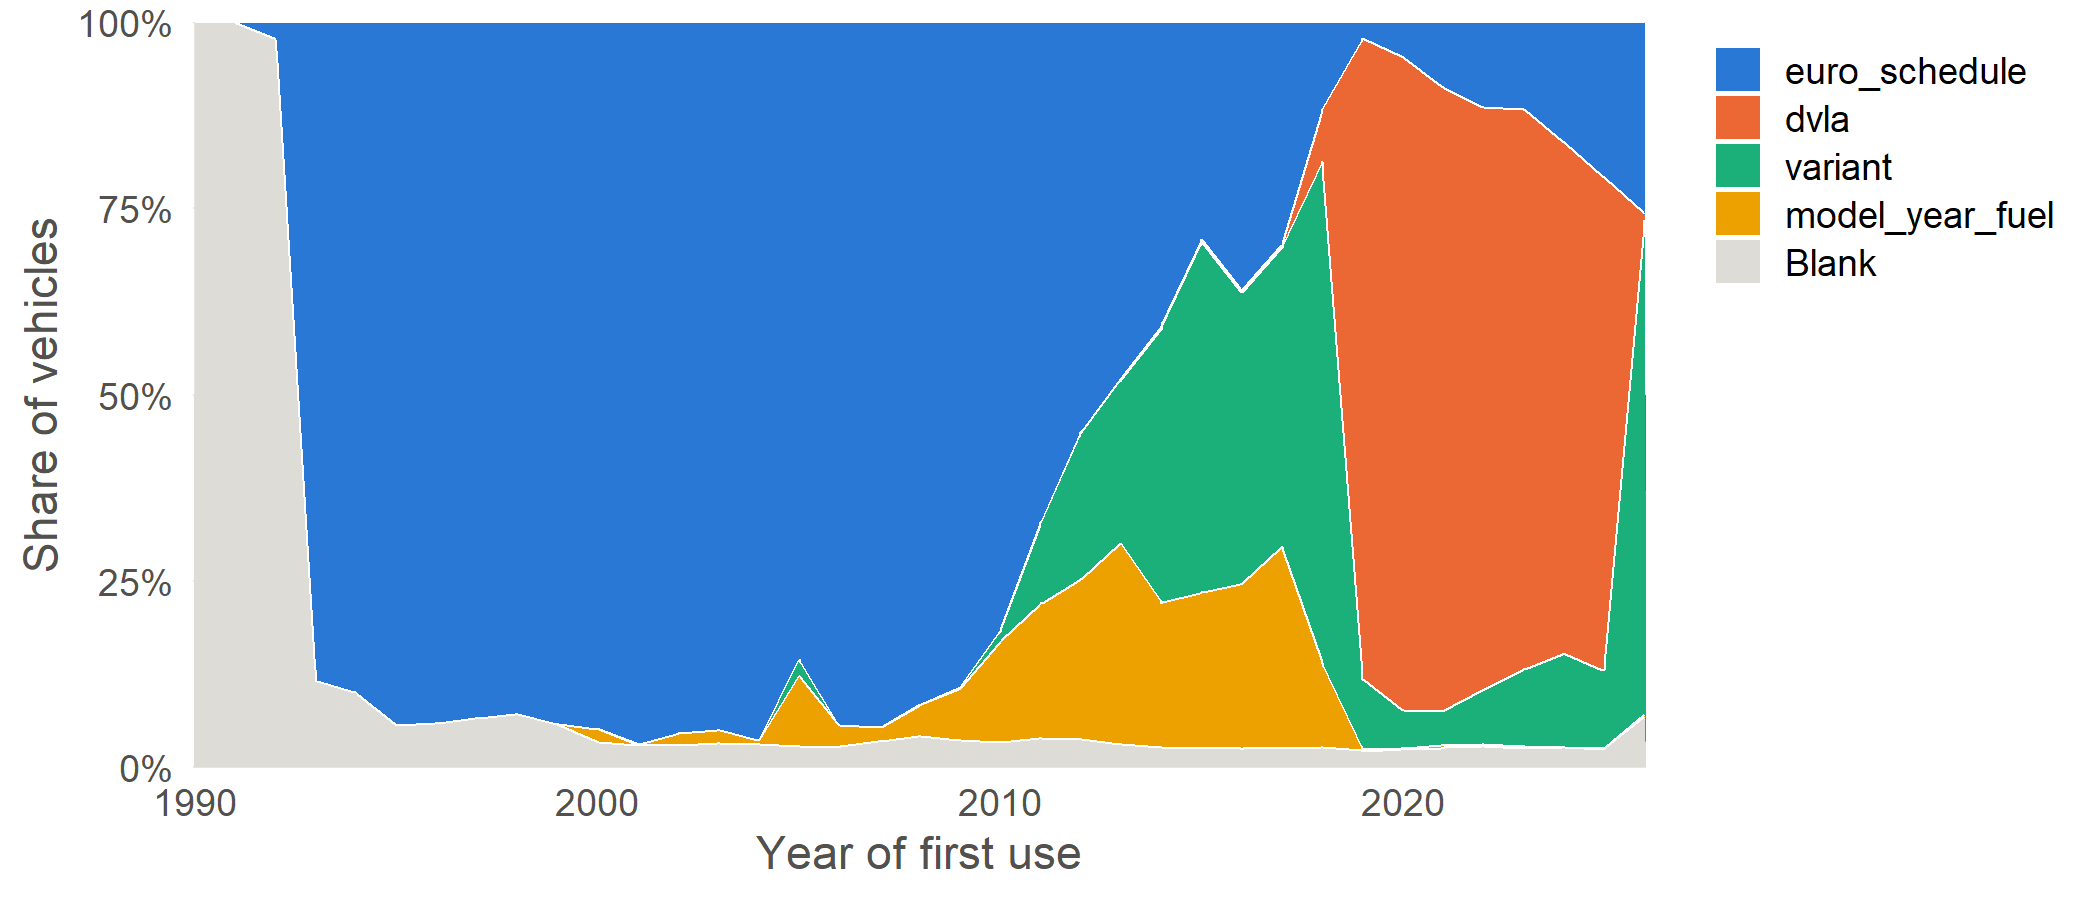 100%
75%
50%
25%
0%
Share of vehicles
1990
2000
2010
2020
Year of first use
euro_schedule
dvla
variant
model_year_fuel
Blank